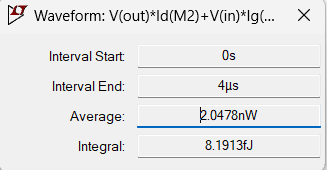 Waveform: V(out)*Id(M2)+V(in)*Ig(...
Interval Start: 0s
Interval End: 4µs
Average: 2.0478nW
Integral: 8.1913fJ